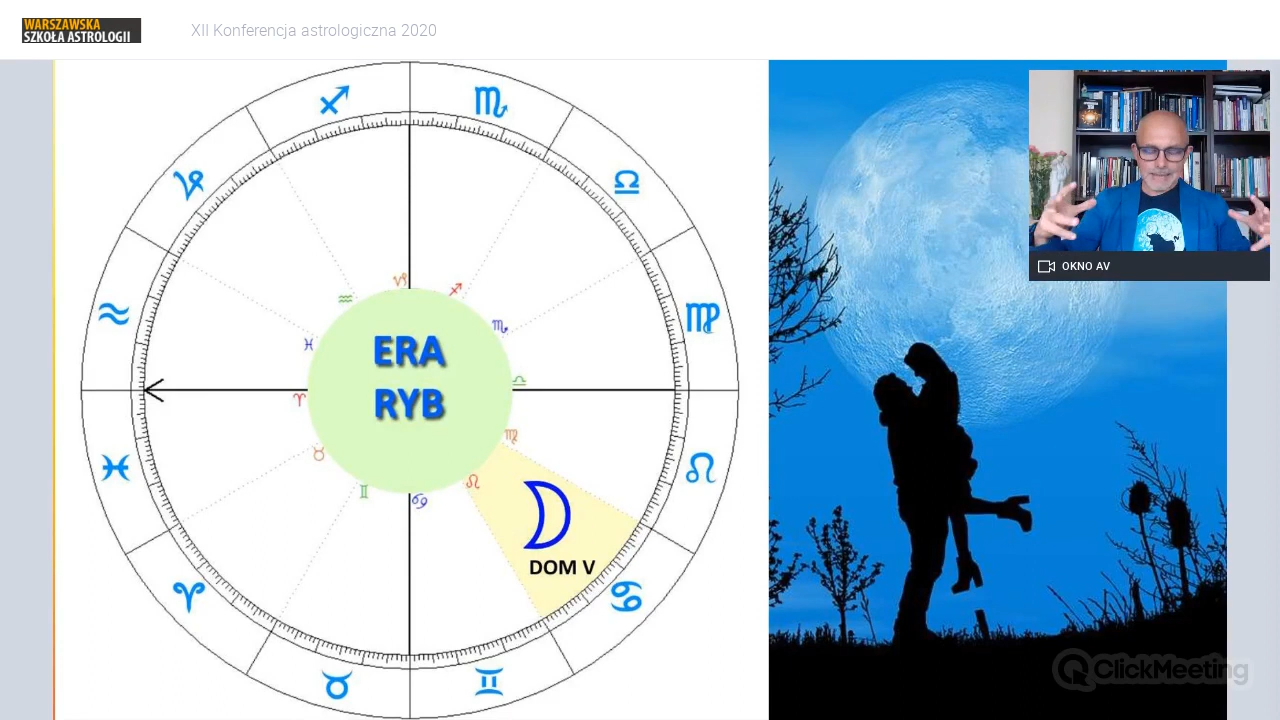 WARSZAWSKA
SZKOŁA ASTROLOGII
XII Konferencja astrologiczna 2020
OKNO AV
ERA
RYB
DOM V
ClickMeeting